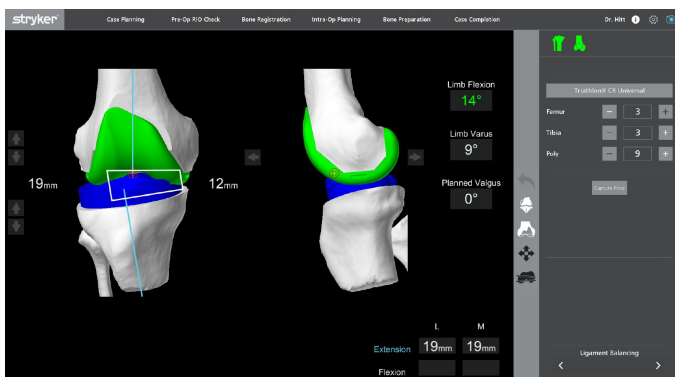 stryker
Case Planning Pre-Op RIO Check Bone Registration Intra-Op Planning Bone Preparation Case Completion Dr. Hitt
Limb Flexion
14°
Triathlon® CR Universal
Femur 3
Limb Varus
9°
Tibia 3
Poly 9
19mm 12mm
Planned Valgus
0°
Capture Pose
L M
Extension 19mm 19mm
Flexion
Ligament Balancing